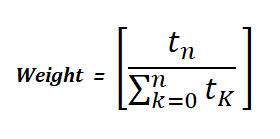 Weight = [ t_n / ∑_{k=0}^{n} t_K ]